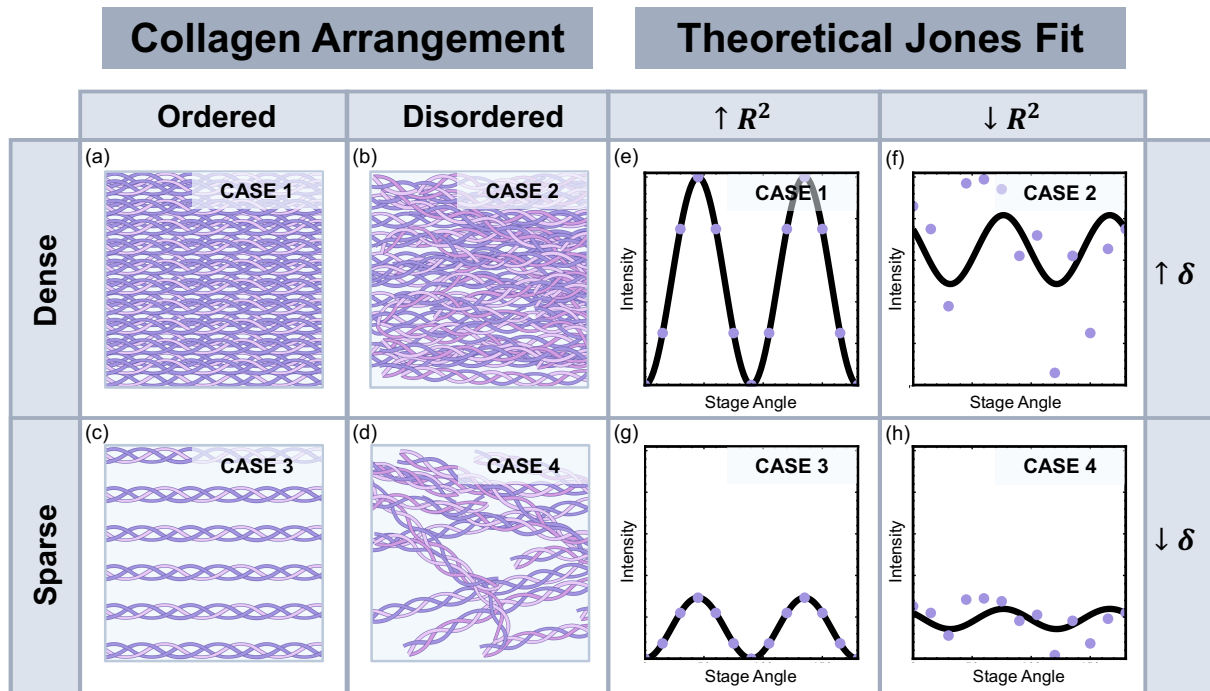 Collagen Arrangement
Theoretical Jones Fit
Ordered
Disordered
↑ R²
↓ R²
Dense
(a)
CASE 1
(b)
CASE 2
(e)
CASE 1
Intensity
Stage Angle
(f)
CASE 2
Intensity
Stage Angle
↑ δ
Sparse
(c)
CASE 3
(d)
CASE 4
(g)
CASE 3
Intensity
Stage Angle
(h)
CASE 4
Intensity
Stage Angle
↓ δ